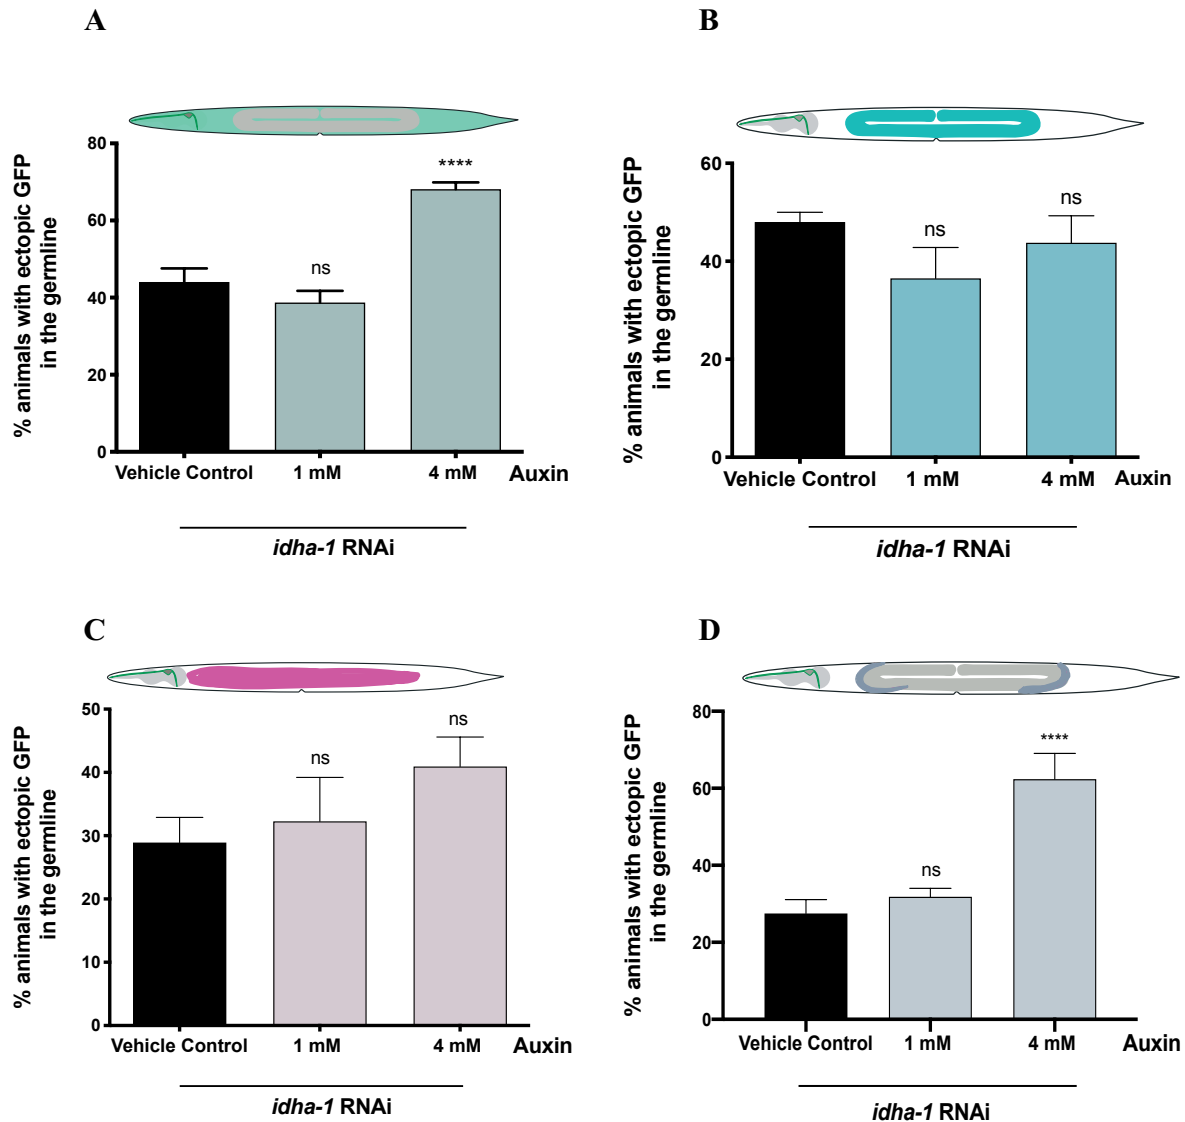 A
% animals with ectopic GFP
in the germline
80
60
40
20
0
ns
****
Vehicle Control
1 mM
4 mM
Auxin
idha-1 RNAi
B
% animals with ectopic GFP
in the germline
60
40
20
0
ns
ns
Vehicle Control
1 mM
4 mM
Auxin
idha-1 RNAi
C
% animals with ectopic GFP
in the germline
50
40
30
20
10
0
ns
ns
Vehicle Control
1 mM
4 mM
Auxin
idha-1 RNAi
D
% animals with ectopic GFP
in the germline
80
60
40
20
0
ns
****
Vehicle Control
1 mM
4 mM
Auxin
idha-1 RNAi